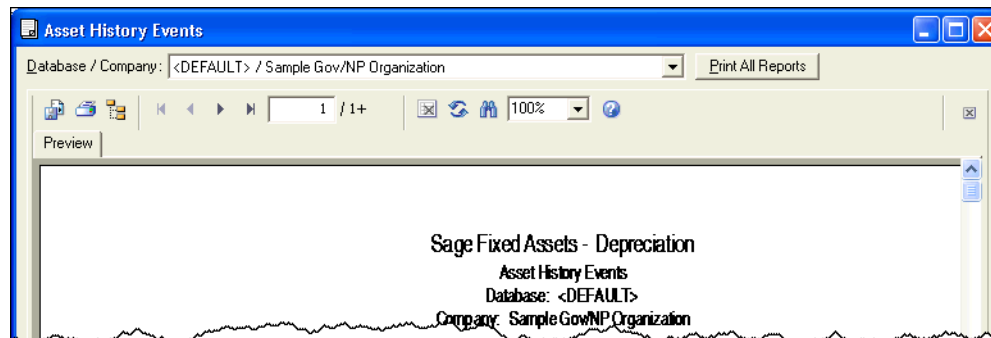 Asset History Events
Database / Company: <DEFAULT> / Sample Gov/NP Organization Print All Reports
1 / 1+ 100%
Preview
Sage Fixed Assets - Depreciation
Asset History Events
Database: <DEFAULT>
Company: Sample Gov/NP Organization